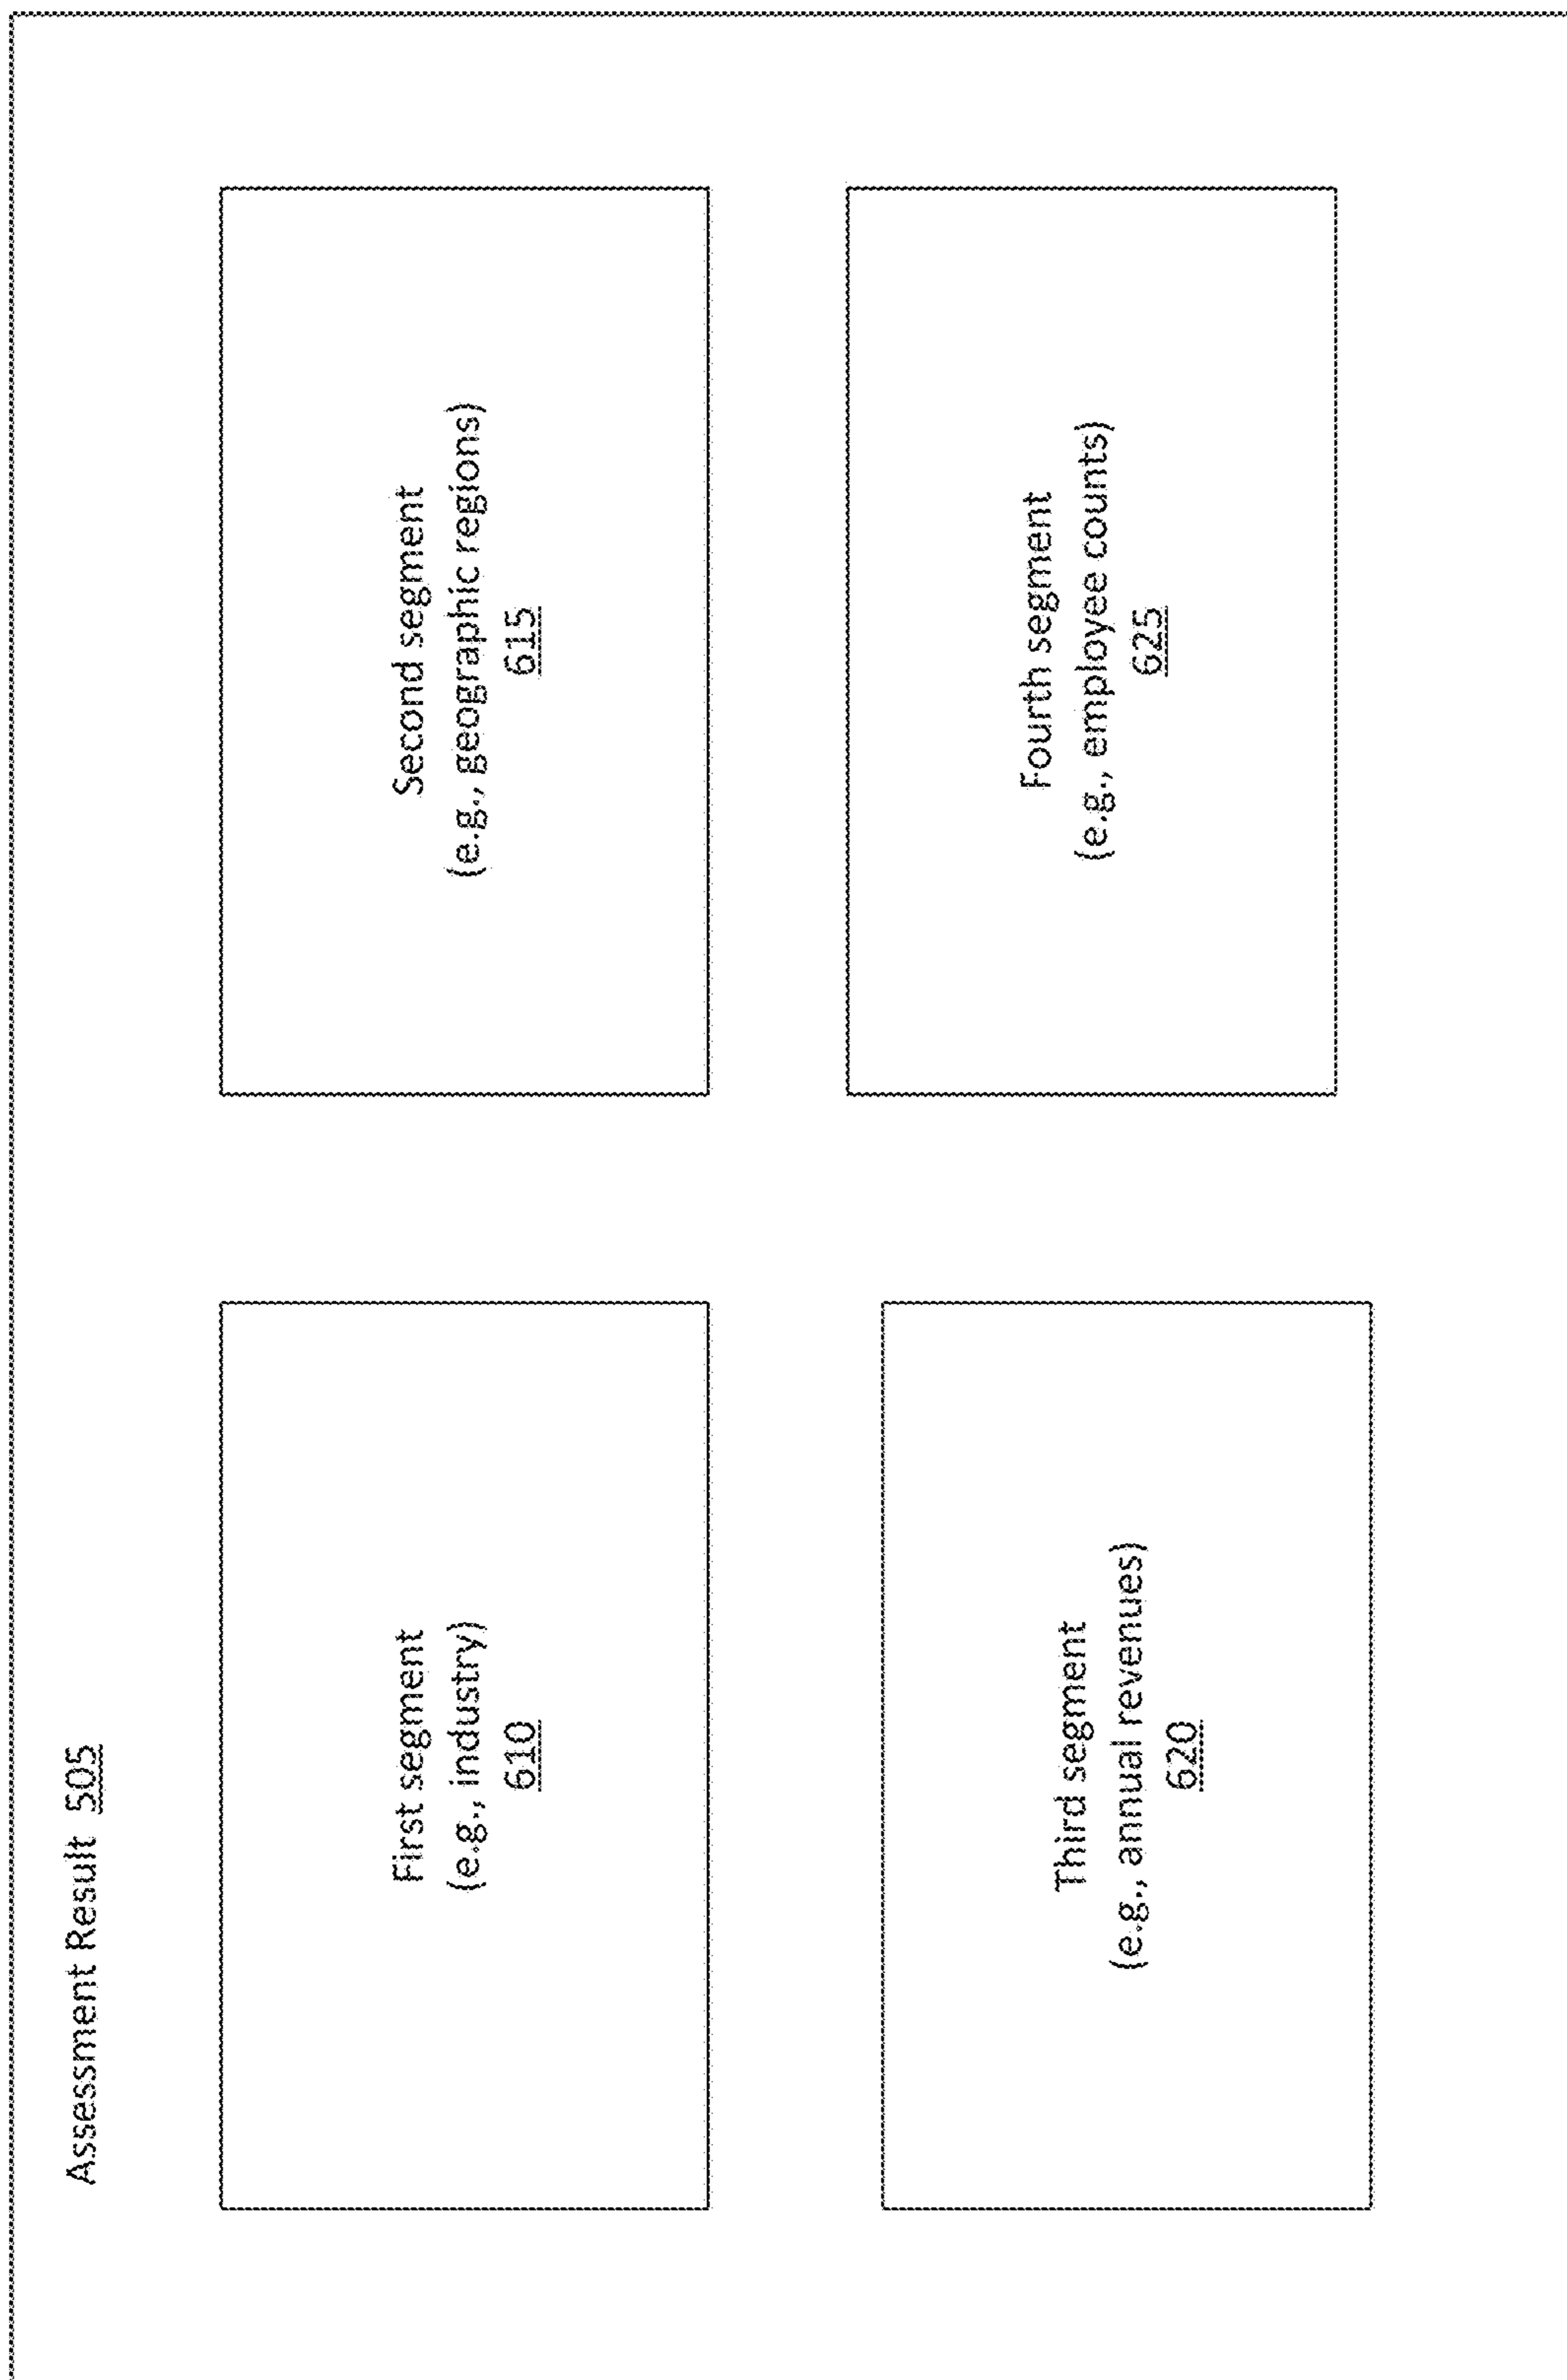 Assessment Result 505
First segment
(e.g., industry)
610
Second segment
(e.g., geographic regions)
615
Third segment
(e.g., annual revenues)
620
Fourth segment
(e.g., employee counts)
625